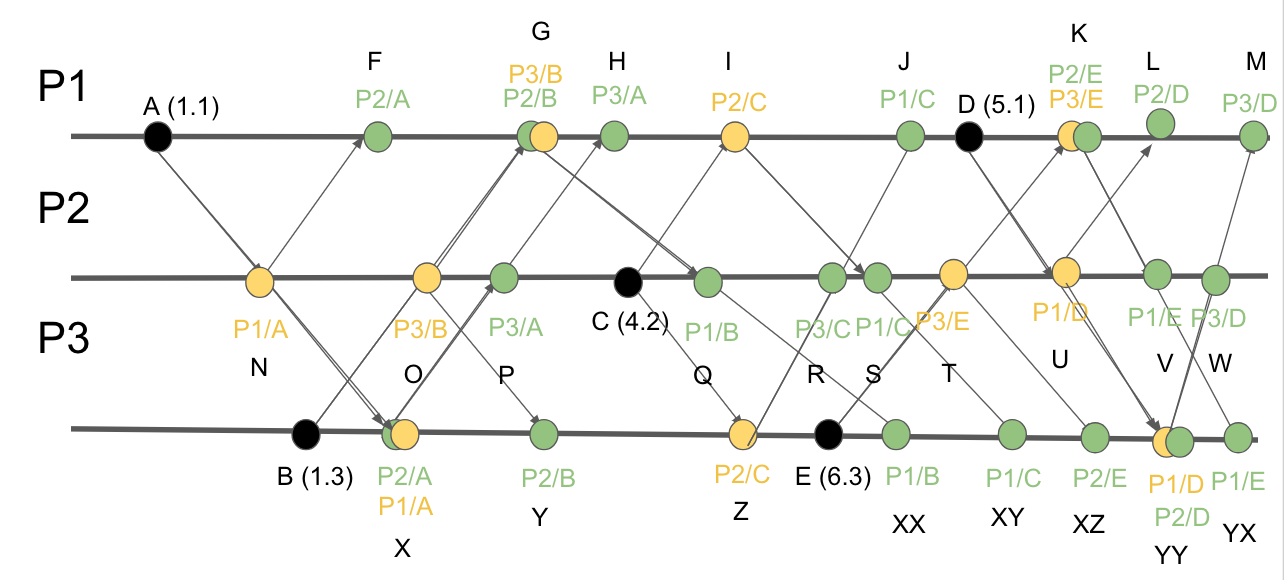 G
K
F
H
I
J
L
M
P3/B
P2/E
P1
P2/A
P2/B
P3/A
P2/C
P1/C
P3/E
P2/D
P3/D
A (1.1)
D (5.1)
P2
P3
P1/A
P3/B
P3/A
C (4.2)
P1/B
P3/C
P1/C
P3/E
P1/D
P1/E
P3/D
N
O
P
Q
R
S
T
U
V
W
B (1.3)
P2/A
P1/A
P2/B
P2/C
E (6.3)
P1/B
P1/C
P2/E
P1/D
P2/D
P1/E
X
Y
Z
XX
XY
XZ
YY
YX